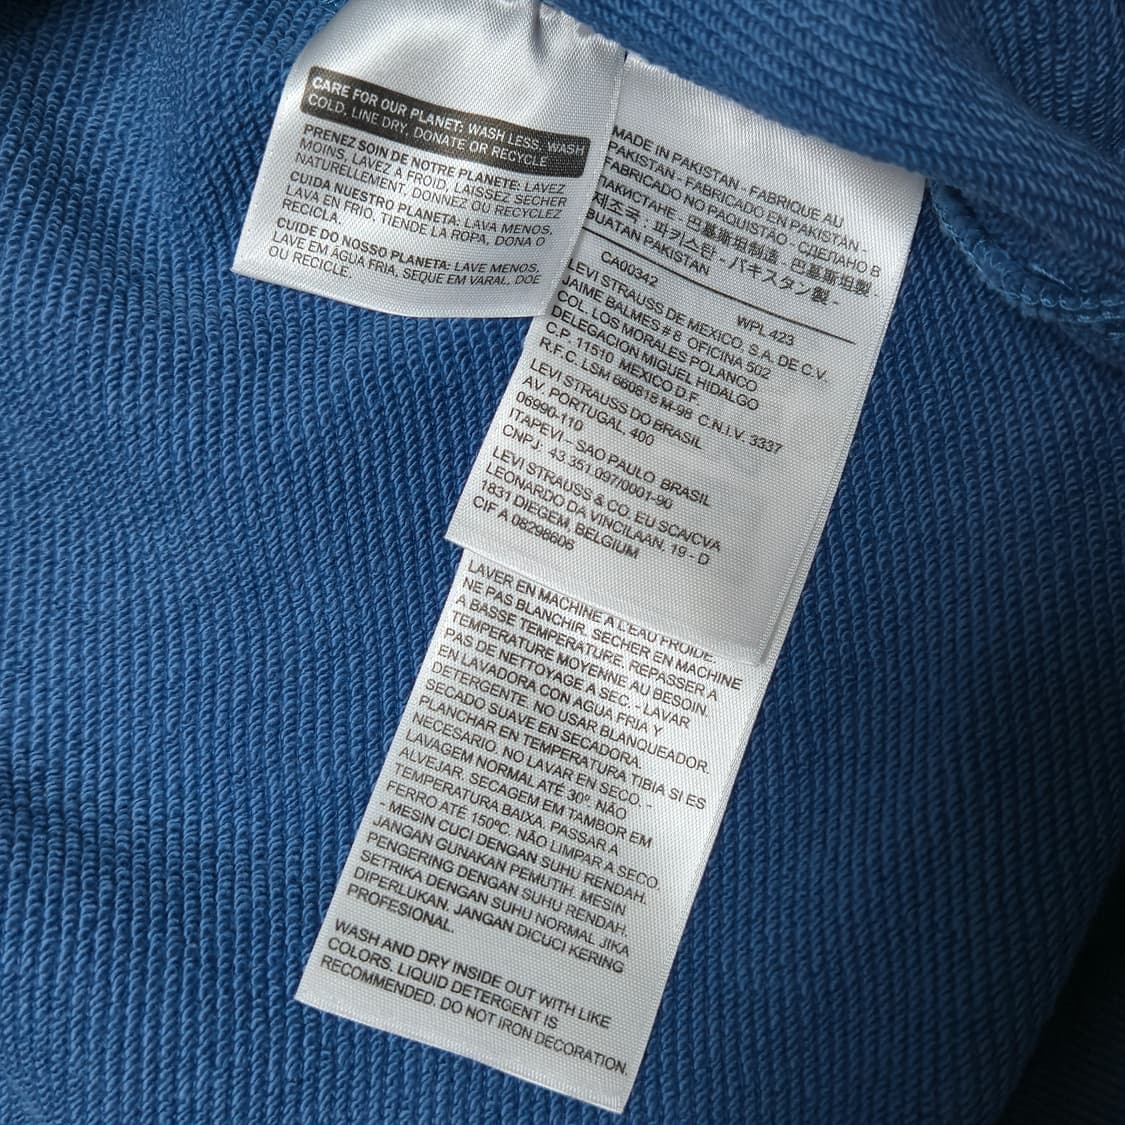 CARE FOR OUR PLANET: WASH LESS, WASH
COLD, LINE DRY, DONATE OR RECYCLE
PRENEZ SOIN DE NOTRE PLANETE: LAVEZ
MOINS, LAVEZ A FROID, LAISSEZ SECHER
NATURELLEMENT, DONNEZ OU RECYCLEZ
CUIDA NUESTRO PLANETA: LAVA MENOS,
LAVA EN FRIO, TIENDE LA ROPA, DONA O
RECICLA.
CUIDE DO NOSSO PLANETA: LAVE MENOS,
LAVE EM ÁGUA FRIA, SEQUE EM VARAL, DOE
OU RECICLE.
MADE IN PAKISTAN - FABRIQUE AU
PAKISTAN - FABRICADO EN PAKISTAN -
FABRICADO NO PAQUISTÃO - СДЕЛАНО В
ПАКИСТАНЕ - 巴基斯坦制造 - 巴基斯坦製 -
제조국: 파키스탄 - パキスタン製 -
BUATAN PAKISTAN
CA00342 WPL 423
LEVI STRAUSS DE MEXICO, S.A. DE C.V.
JAIME BALMES # 8, OFICINA 502
COL. LOS MORALES POLANCO
DELEGACION MIGUEL HIDALGO
C.P. 11510 MEXICO D.F.
R.F.C. LSM 660818 M-98 C.N.I.V. 3337
LEVI STRAUSS DO BRASIL
AV. PORTUGAL, 400
06990-110
ITAPEVI - SAO PAULO BRASIL
CNPJ: 43.351.097/0001-90
LEVI STRAUSS & CO. EU SCA/CVA
LEONARDO DA VINCILAAN, 19 - D
1831 DIEGEM, BELGIUM
CIF A 08298606
LAVER EN MACHINE A L'EAU FROIDE.
NE PAS BLANCHIR. SECHER EN MACHINE
A BASSE TEMPERATURE. REPASSER A
TEMPERATURE MOYENNE AU BESOIN.
PAS DE NETTOYAGE A SEC. - LAVAR
EN LAVADORA CON AGUA FRIA Y
DETERGENTE. NO USAR BLANQUEADOR.
SECADO SUAVE EN SECADORA.
PLANCHAR EN TEMPERATURA TIBIA SI ES
NECESARIO. NO LAVAR EN SECO. -
LAVAGEM NORMAL ATÉ 30º. NÃO
ALVEJAR. SECAGEM EM TAMBOR EM
TEMPERATURA BAIXA. PASSAR A
FERRO ATÉ 150ºC. NÃO LIMPAR A SECO.
- MESIN CUCI DENGAN SUHU RENDAH.
JANGAN GUNAKAN PEMUTIH. MESIN
PENGERING DENGAN SUHU RENDAH.
SETRIKA DENGAN SUHU NORMAL JIKA
DIPERLUKAN. JANGAN DICUCI KERING
PROFESIONAL.
WASH AND DRY INSIDE OUT WITH LIKE
COLORS. LIQUID DETERGENT IS
RECOMMENDED. DO NOT IRON DECORATION.